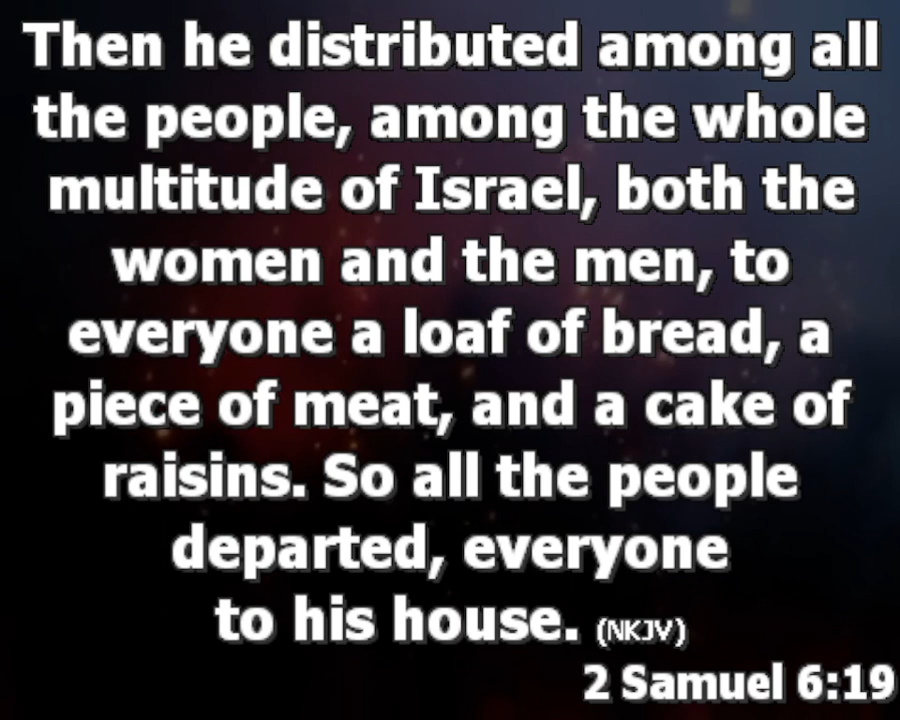 Then he distributed among all
the people, among the whole
multitude of Israel, both the
women and the men, to
everyone a loaf of bread, a
piece of meat, and a cake of
raisins. So all the people
departed, everyone
to his house. (NKJV)
2 Samuel 6:19